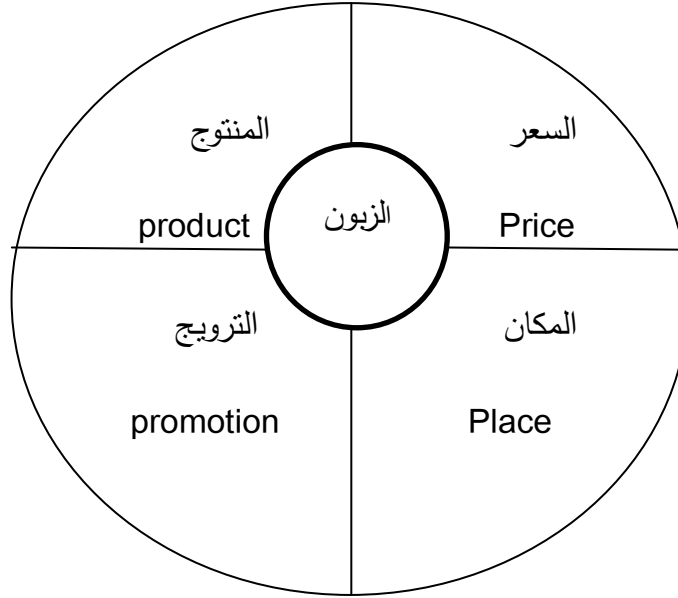 المنتوج
السعر
الزبون
product
Price
الترويج
المكان
promotion
Place